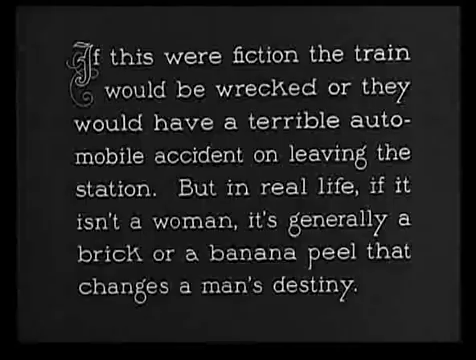 If this were fiction the train
would be wrecked or they
would have a terrible auto-
mobile accident on leaving the
station. But in real life, if it
isn't a woman, it's generally a
brick or a banana peel that
changes a man's destiny.